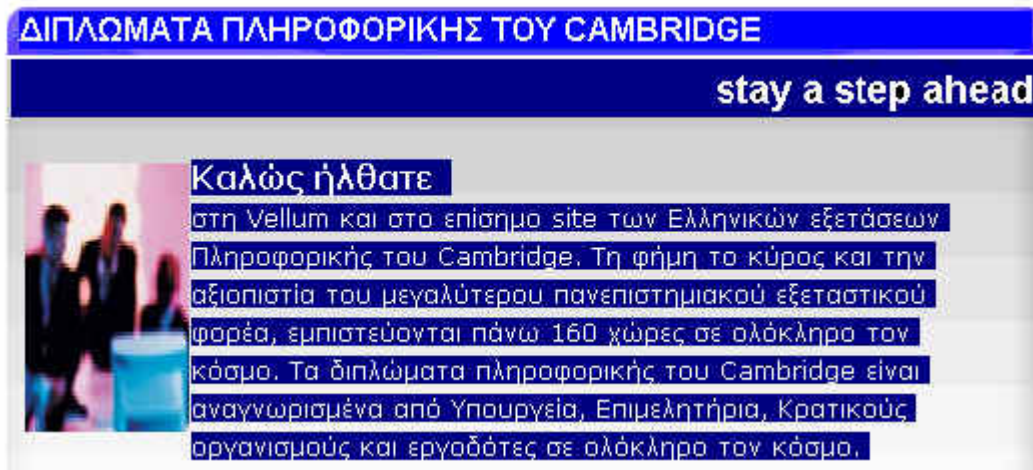 ΔΙΠΛΩΜΑΤΑ ΠΛΗΡΟΦΟΡΙΚΗΣ ΤΟΥ CAMBRIDGE
stay a step ahead
Καλώς ήλθατε
στη Vellum και στο επίσημο site των Ελληνικών εξετάσεων
Πληροφορικής του Cambridge. Τη φήμη το κύρος και την
αξιοπιστία του μεγαλύτερου πανεπιστημιακού εξεταστικού
φορέα, εμπιστεύονται πάνω 160 χώρες σε ολόκληρο τον
κόσμο. Τα διπλώματα πληροφορικής του Cambridge είναι
αναγνωρισμένα από Υπουργεία, Επιμελητήρια, Κρατικούς
οργανισμούς και εργοδότες σε ολόκληρο τον κόσμο.